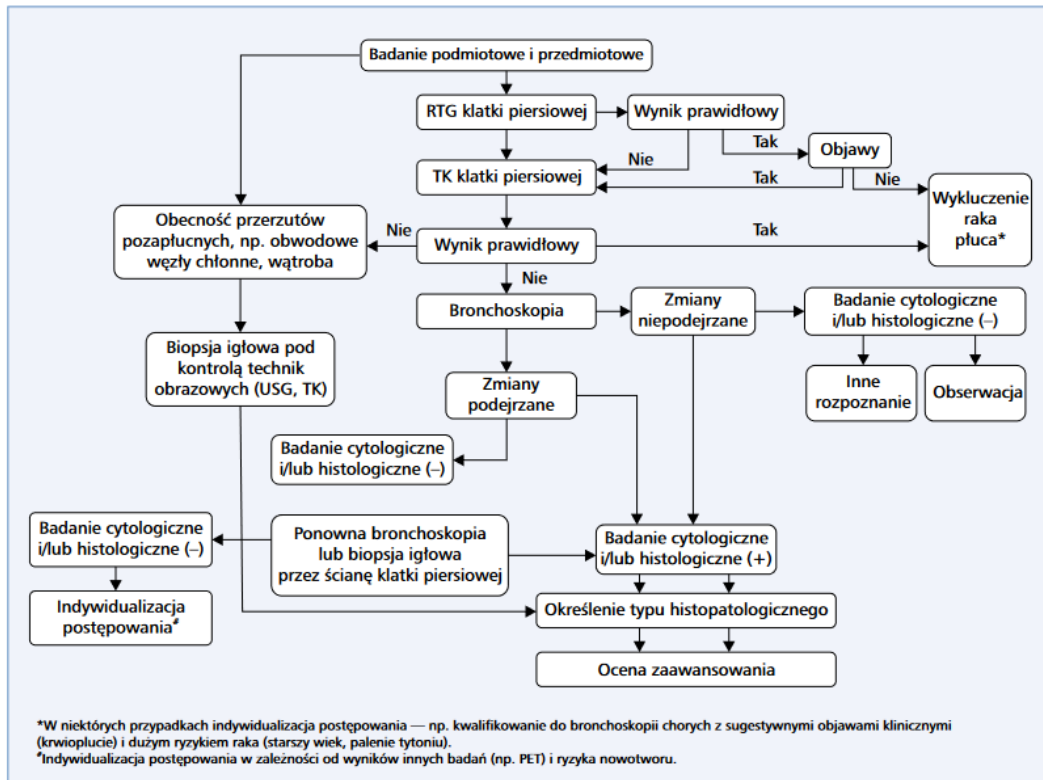 Badanie podmiotowe i przedmiotowe
RTG klatki piersiowej
Wynik prawidłowy
Nie
Tak
Objawy
TK klatki piersiowej
Tak
Nie
Wykluczenie
raka
płuca*
Obecność przerzutów
pozapłucnych, np. obwodowe
węzły chłonne, wątroba
Nie
Wynik prawidłowy
Tak
Nie
Bronchoskopia
Zmiany
niepodejrzane
Badanie cytologiczne
i/lub histologiczne (–)
Biopsja igłowa pod
kontrolą technik
obrazowych (USG, TK)
Zmiany
podejrzane
Inne
rozpoznanie
Obserwacja
Badanie cytologiczne
i/lub histologiczne (–)
Badanie cytologiczne
i/lub histologiczne (–)
Ponowna bronchoskopia
lub biopsja igłowa
przez ścianę klatki piersiowej
Badanie cytologiczne
i/lub histologiczne (+)
Indywidualizacja
postępowania#
Określenie typu histopatologicznego
Ocena zaawansowania
*W niektórych przypadkach indywidualizacja postępowania — np. kwalifikowanie do bronchoskopii chorych z sugestywnymi objawami klinicznymi
(krwioplucie) i dużym ryzykiem raka (starszy wiek, palenie tytoniu).
#Indywidualizacja postępowania w zależności od wyników innych badań (np. PET) i ryzyka nowotworu.